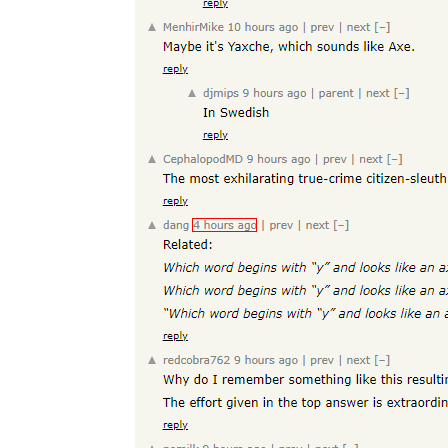 reply
MenhirMike 10 hours ago | prev | next [–]
Maybe it's Yaxche, which sounds like Axe.
reply
djmips 9 hours ago | parent | next [–]
In Swedish
reply
CephalopodMD 9 hours ago | prev | next [–]
The most exhilarating true-crime citizen-sleuth
reply
dang 4 hours ago | prev | next [–]
Related:
Which word begins with “y” and looks like an ax
Which word begins with “y” and looks like an ax
“Which word begins with “y” and looks like an a
reply
redcobra762 9 hours ago | prev | next [–]
Why do I remember something like this resultin
The effort given in the top answer is extraordin
reply